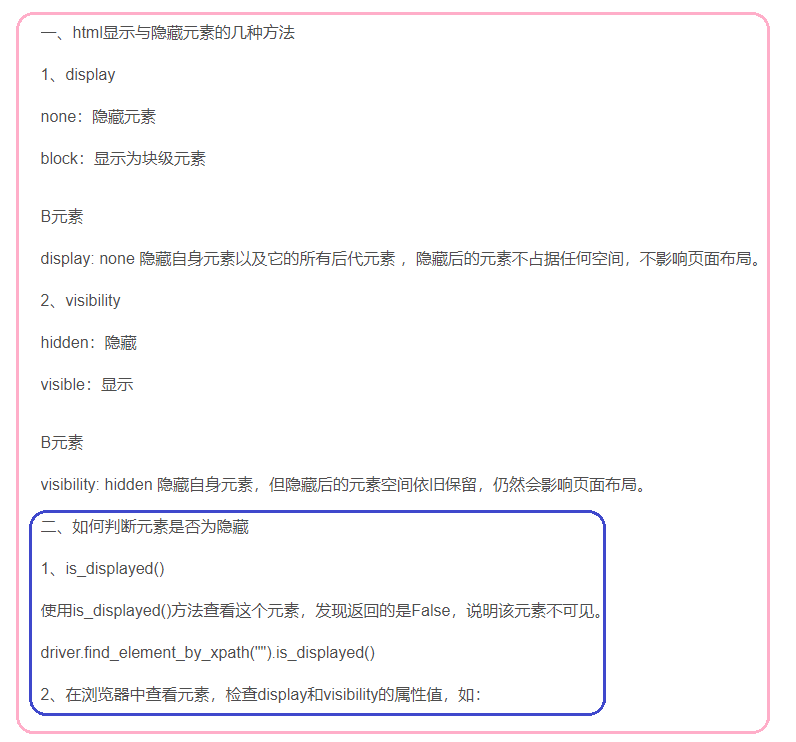 一、html显示与隐藏元素的几种方法
1、display
none：隐藏元素
block：显示为块级元素
B元素
display: none 隐藏自身元素以及它的所有后代元素 ，隐藏后的元素不占据任何空间，不影响页面布局。
2、visibility
hidden：隐藏
visible：显示
B元素
visibility: hidden 隐藏自身元素，但隐藏后的元素空间依旧保留，仍然会影响页面布局。
二、如何判断元素是否为隐藏
1、is_displayed()
使用is_displayed()方法查看这个元素，发现返回的是False，说明该元素不可见。
driver.find_element_by_xpath("").is_displayed()
2、在浏览器中查看元素，检查display和visibility的属性值，如：